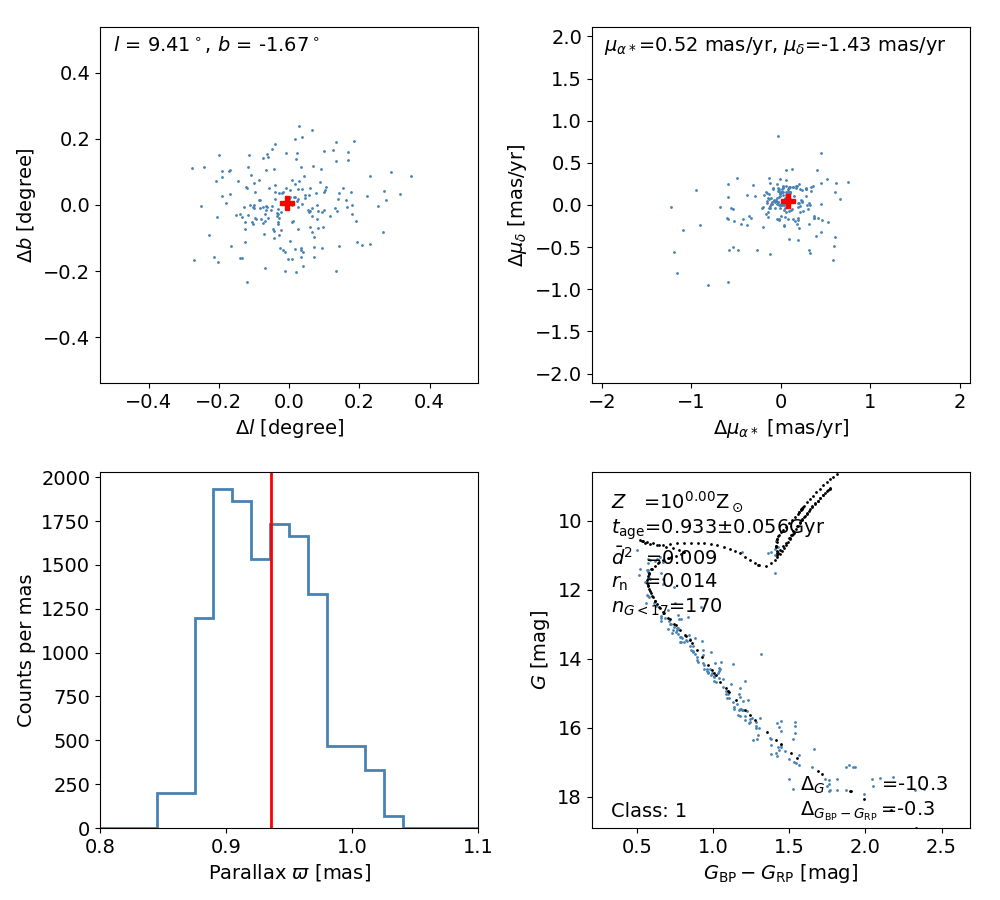 l = 9.41°, b = -1.67°
0.4
0.2
0.0
−0.2
−0.4
Δb [degree]
−0.4 −0.2 0.0 0.2 0.4
Δl [degree]
μα*=0.52 mas/yr, μδ=-1.43 mas/yr
2.0
1.5
1.0
0.5
0.0
−0.5
−1.0
−1.5
−2.0
Δμδ [mas/yr]
−2 −1 0 1 2
Δμα* [mas/yr]
2000
1750
1500
1250
1000
750
500
250
0
Counts per mas
0.8 0.9 1.0 1.1
Parallax ϖ [mas]
Z =10^0.00 Z⊙
t_age=0.933±0.056Gyr
d̄² =0.009
r_n =0.014
n_G<17=170
10
12
14
16
18
G [mag]
Δ_G =-10.3
Δ_GBP−GRP=-0.3
Class: 1
0.5 1.0 1.5 2.0 2.5
G_BP − G_RP [mag]